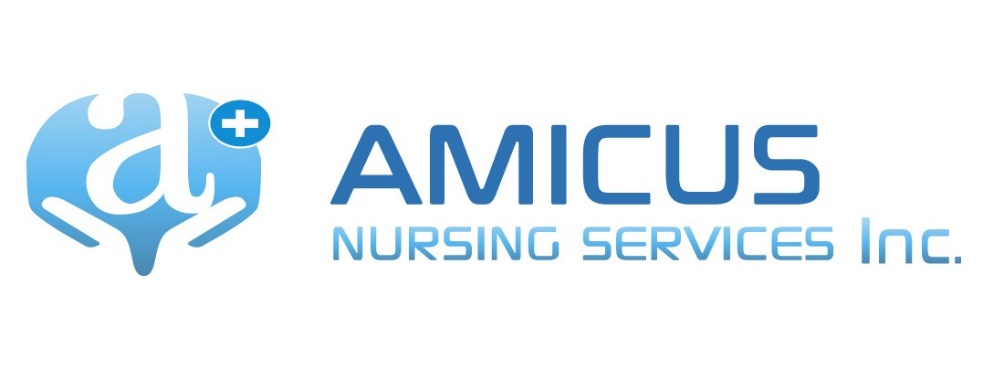 a
AMICUS
NURSING SERVICES Inc.